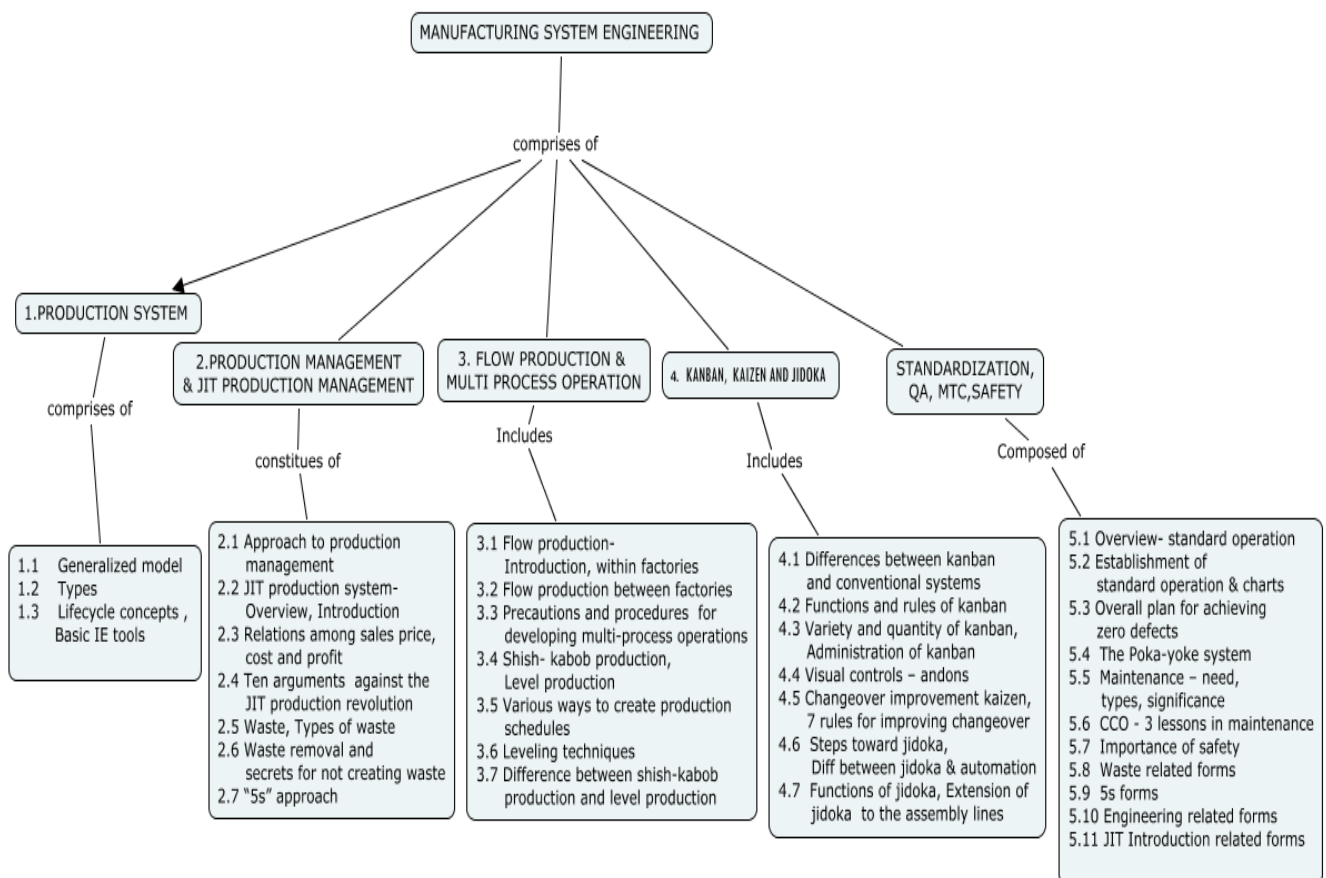 MANUFACTURING SYSTEM ENGINEERING
comprises of
1.PRODUCTION SYSTEM
comprises of
1.1 Generalized model
1.2 Types
1.3 Lifecycle concepts ,
Basic IE tools
2.PRODUCTION MANAGEMENT
& JIT PRODUCTION MANAGEMENT
constitues of
2.1 Approach to production
management
2.2 JIT production system-
Overview, Introduction
2.3 Relations among sales price,
cost and profit
2.4 Ten arguments against the
JIT production revolution
2.5 Waste, Types of waste
2.6 Waste removal and
secrets for not creating waste
2.7 “5s” approach
3. FLOW PRODUCTION &
MULTI PROCESS OPERATION
Includes
3.1 Flow production-
Introduction, within factories
3.2 Flow production between factories
3.3 Precautions and procedures for
developing multi-process operations
3.4 Shish- kabob production,
Level production
3.5 Various ways to create production
schedules
3.6 Leveling techniques
3.7 Difference between shish-kabob
production and level production
4. KANBAN, KAIZEN AND JIDOKA
Includes
4.1 Differences between kanban
and conventional systems
4.2 Functions and rules of kanban
4.3 Variety and quantity of kanban,
Administration of kanban
4.4 Visual controls – andons
4.5 Changeover improvement kaizen,
7 rules for improving changeover
4.6 Steps toward jidoka,
Diff between jidoka & automation
4.7 Functions of jidoka, Extension of
jidoka to the assembly lines
STANDARDIZATION,
QA, MTC,SAFETY
Composed of
5.1 Overview- standard operation
5.2 Establishment of
standard operation & charts
5.3 Overall plan for achieving
zero defects
5.4 The Poka-yoke system
5.5 Maintenance – need,
types, significance
5.6 CCO - 3 lessons in maintenance
5.7 Importance of safety
5.8 Waste related forms
5.9 5s forms
5.10 Engineering related forms
5.11 JIT Introduction related forms